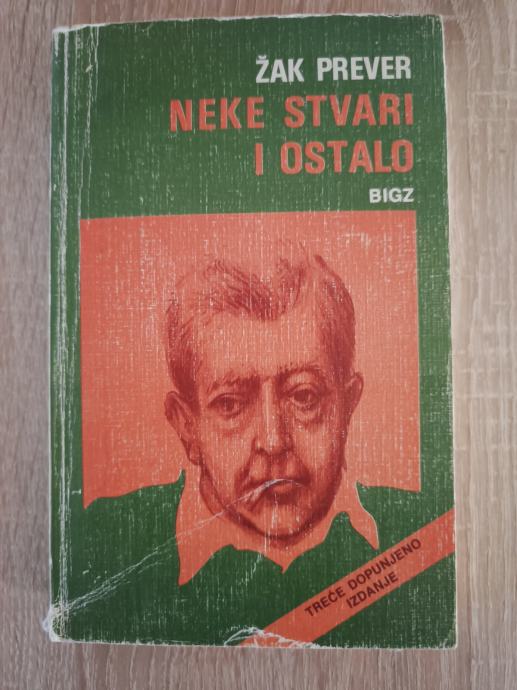 ŽAK PREVER
NEKE STVARI
I OSTALO
BIGZ
TREĆE DOPUNJENO
IZDANJE